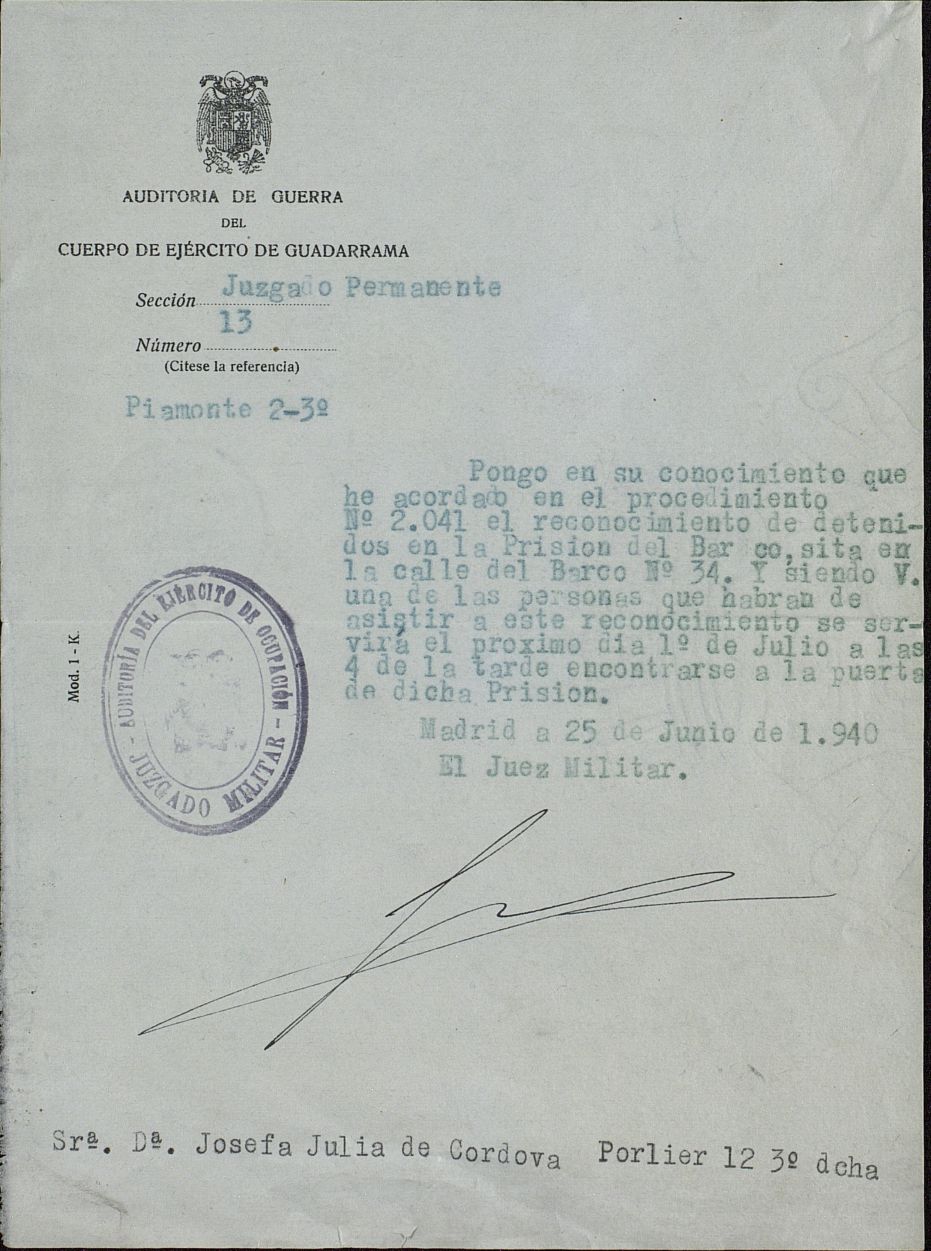 AUDITORIA DE GUERRA
DEL
CUERPO DE EJÉRCITO DE GUADARRAMA
Sección Juzgado Permanente
13
Número
(Citese la referencia)
Piamonte 2-3º
Pongo en su conocimiento que
he acordado en el procedimiento
Nº 2.041 el reconocimiento de deteni-
dos en la Prision del Bar co,sita en
la calle del Barco Nº 34. Y siendo V.
una de las personas que habran de
asistir a este reconocimiento se ser-
virá el proximo dia 1º de Julio a las
4 de la tarde encontrarse a la puerta
de dicha Prision.
Madrid a 25 de Junio de 1.940
El Juez Militar.
Mod. 1 - K.
- AUDITORÍA DEL EJÉRCITO DE OCUPACIÓN -
JUZGADO MILITAR
Srª. Dª. Josefa Julia de Cordova Porlier 12 3º dcha